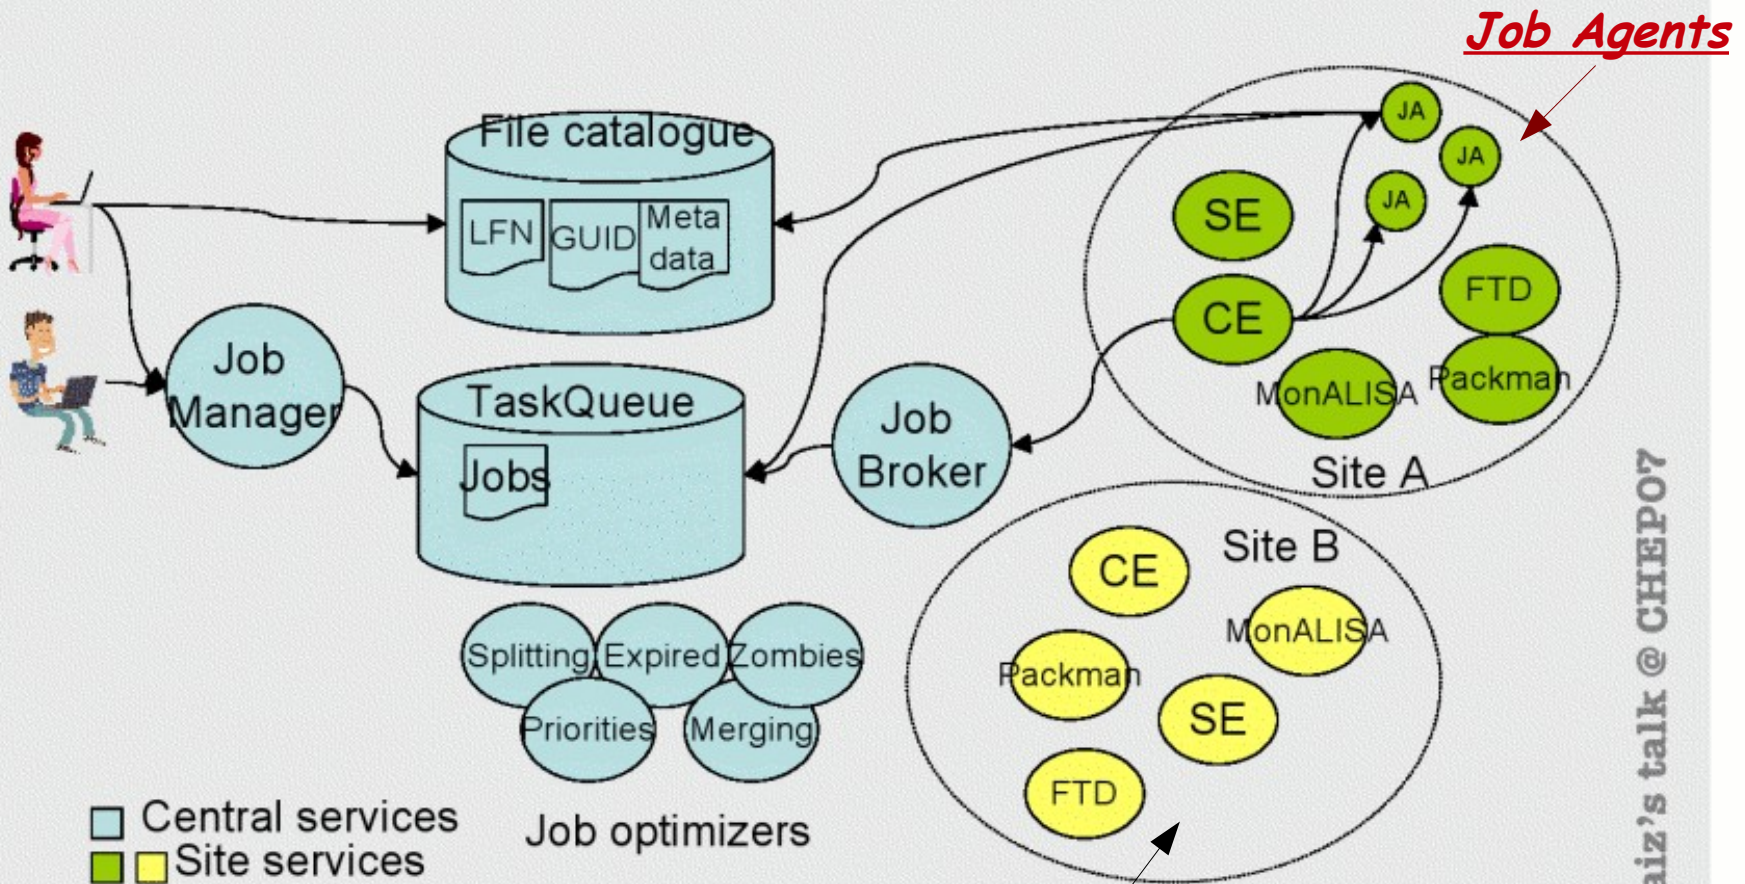 Job Agents
File catalogue
LFN
GUID
Meta
data
JA
JA
JA
SE
CE
FTD
Packman
MonALISA
Site A
Job
Manager
TaskQueue
Jobs
Job
Broker
Site B
CE
MonALISA
Packman
SE
FTD
Splitting
Expired
Zombies
Priorities
Merging
Job optimizers
Central services
Site services
aiz's talk @ CHEP07